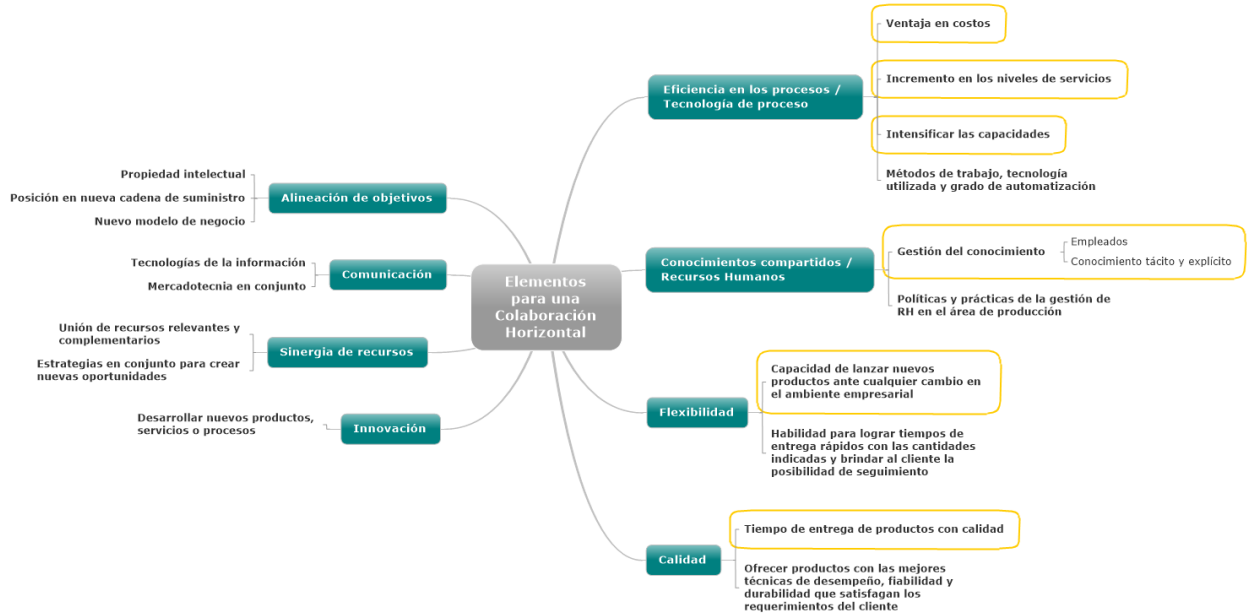 Elementos
para una
Colaboración
Horizontal
Eficiencia en los procesos /
Tecnología de proceso
Ventaja en costos
Incremento en los niveles de servicios
Intensificar las capacidades
Métodos de trabajo, tecnología
utilizada y grado de automatización
Conocimientos compartidos /
Recursos Humanos
Gestión del conocimiento
Empleados
Conocimiento tácito y explícito
Políticas y prácticas de la gestión de
RH en el área de producción
Flexibilidad
Capacidad de lanzar nuevos
productos ante cualquier cambio en
el ambiente empresarial
Habilidad para lograr tiempos de
entrega rápidos con las cantidades
indicadas y brindar al cliente la
posibilidad de seguimiento
Calidad
Tiempo de entrega de productos con calidad
Ofrecer productos con las mejores
técnicas de desempeño, fiabilidad y
durabilidad que satisfagan los
requerimientos del cliente
Alineación de objetivos
Propiedad intelectual
Posición en nueva cadena de suministro
Nuevo modelo de negocio
Comunicación
Tecnologías de la información
Mercadotecnia en conjunto
Sinergia de recursos
Unión de recursos relevantes y
complementarios
Estrategias en conjunto para crear
nuevas oportunidades
Innovación
Desarrollar nuevos productos,
servicios o procesos